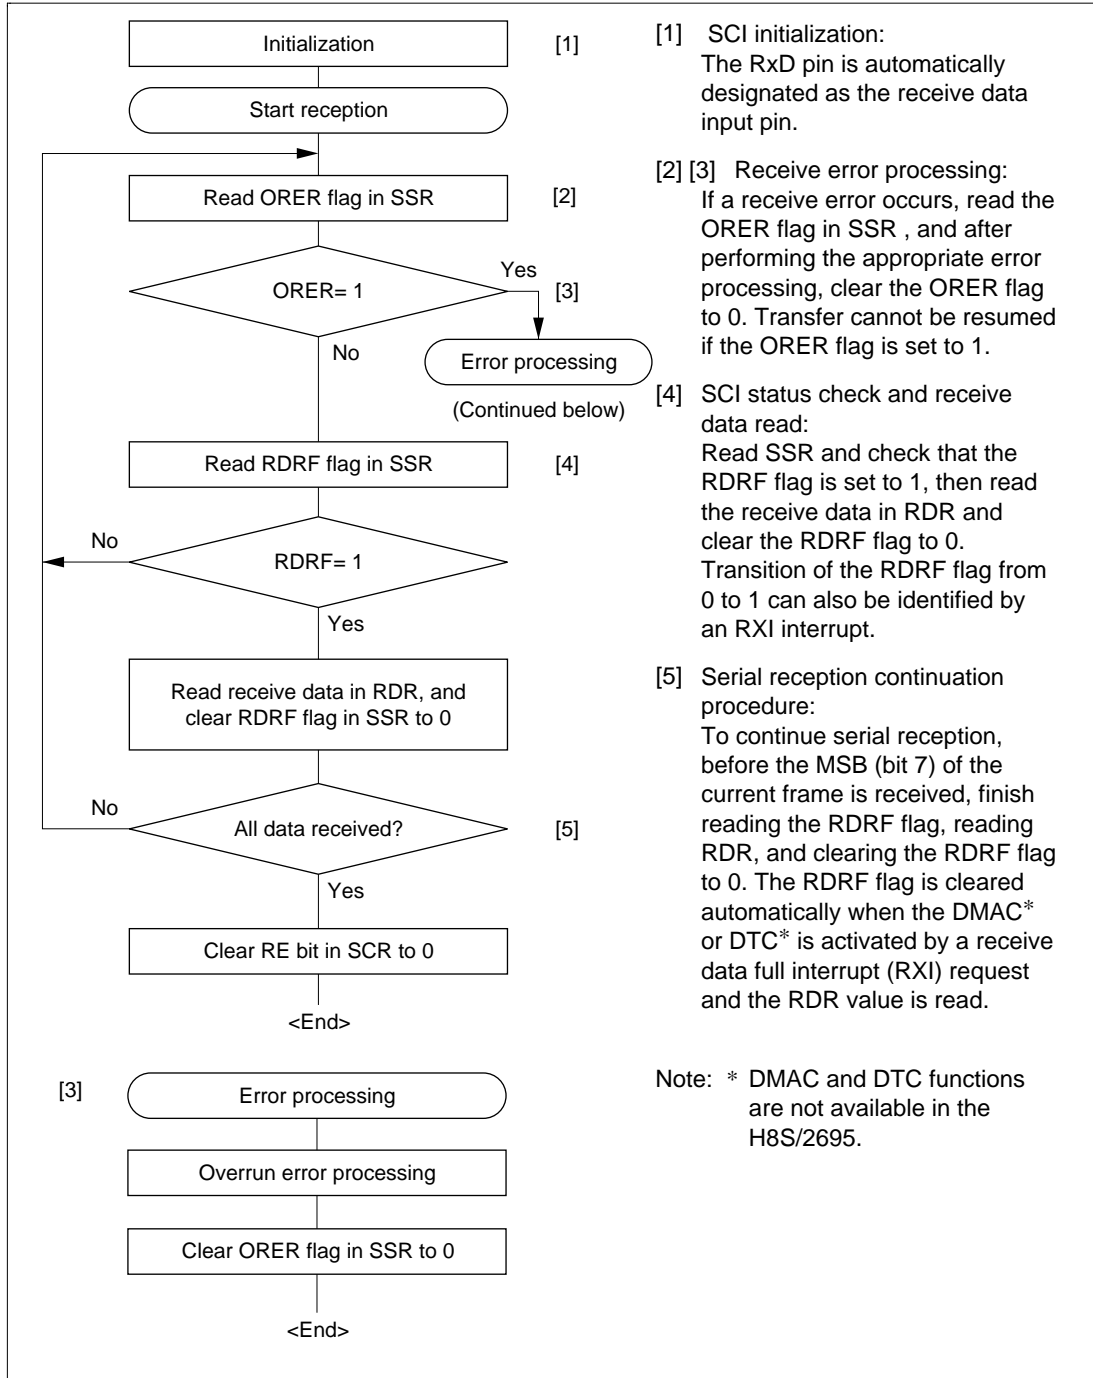 Initialization
[1]
Start reception
Read ORER flag in SSR
[2]
ORER= 1
Yes
[3]
No
Error processing
(Continued below)
Read RDRF flag in SSR
[4]
No
RDRF= 1
Yes
Read receive data in RDR, and
clear RDRF flag in SSR to 0
No
All data received?
[5]
Yes
Clear RE bit in SCR to 0
<End>
[3]
Error processing
Overrun error processing
Clear ORER flag in SSR to 0
<End>
[1] SCI initialization:
The RxD pin is automatically
designated as the receive data
input pin.
[2] [3] Receive error processing:
If a receive error occurs, read the
ORER flag in SSR , and after
performing the appropriate error
processing, clear the ORER flag
to 0. Transfer cannot be resumed
if the ORER flag is set to 1.
[4] SCI status check and receive
data read:
Read SSR and check that the
RDRF flag is set to 1, then read
the receive data in RDR and
clear the RDRF flag to 0.
Transition of the RDRF flag from
0 to 1 can also be identified by
an RXI interrupt.
[5] Serial reception continuation
procedure:
To continue serial reception,
before the MSB (bit 7) of the
current frame is received, finish
reading the RDRF flag, reading
RDR, and clearing the RDRF flag
to 0. The RDRF flag is cleared
automatically when the DMAC*
or DTC* is activated by a receive
data full interrupt (RXI) request
and the RDR value is read.
Note: * DMAC and DTC functions
are not available in the
H8S/2695.